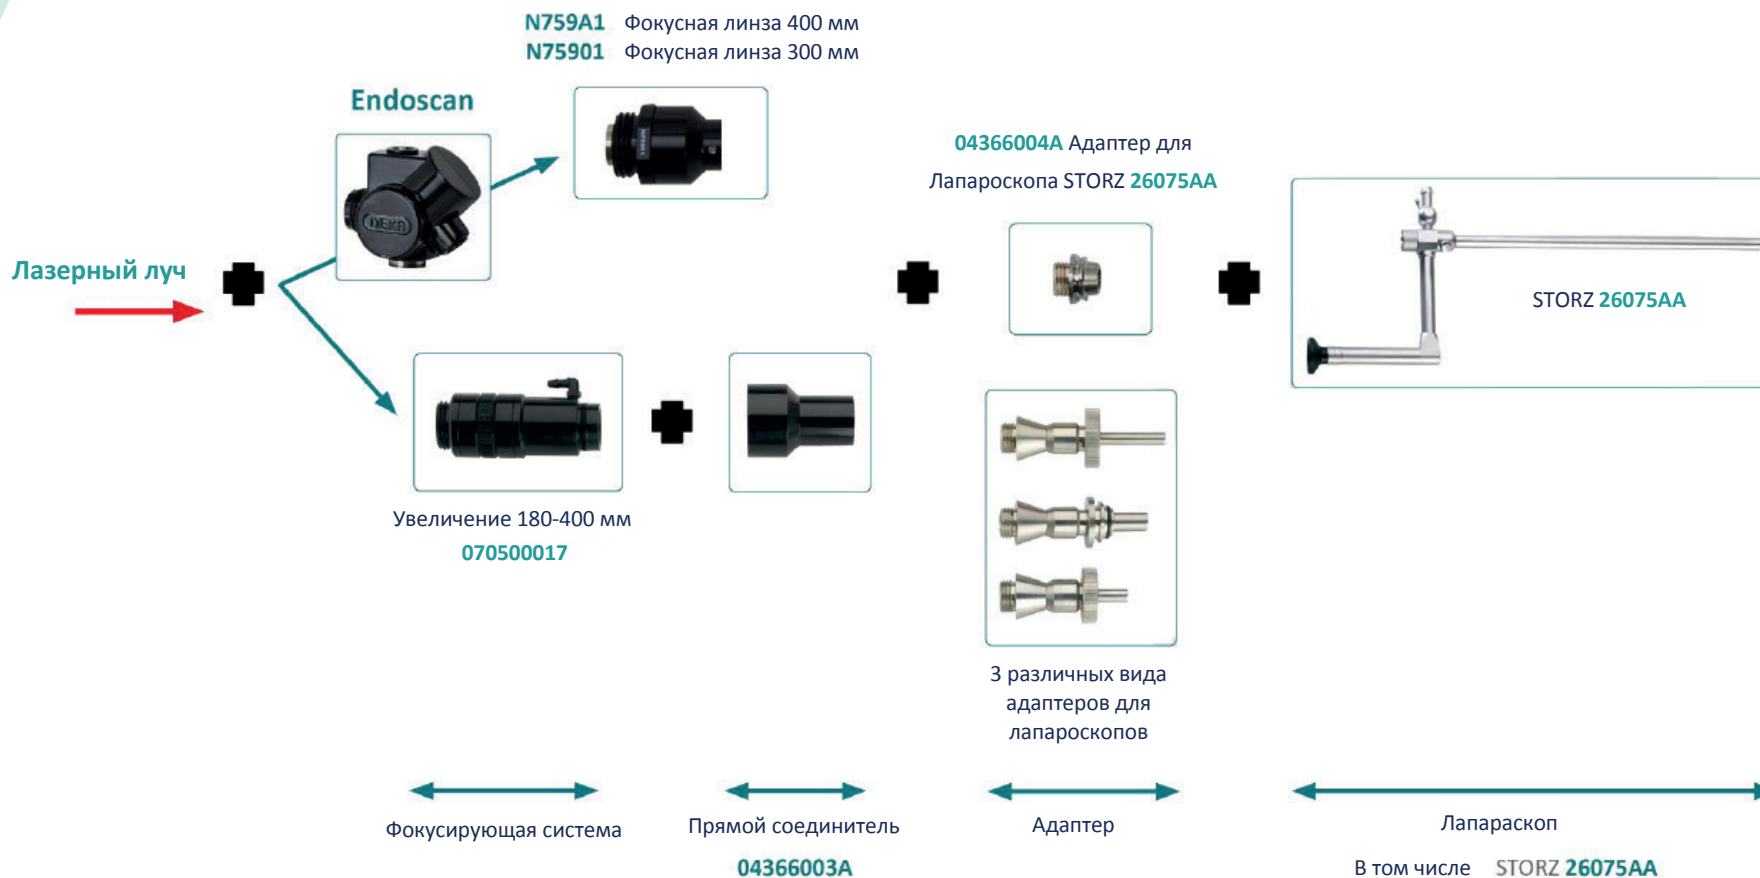 N759A1 Фокусная линза 400 мм
N75901 Фокусная линза 300 мм
Endoscan
DEKA
04366004A Адаптер для
Лапароскопа STORZ 26075AA
Лазерный луч
STORZ 26075AA
Увеличение 180-400 мм
070500017
3 различных вида
адаптеров для
лапароскопов
Фокусирующая система
Прямой соединитель
04366003A
Адаптер
Лапараскоп
В том числе STORZ 26075AA